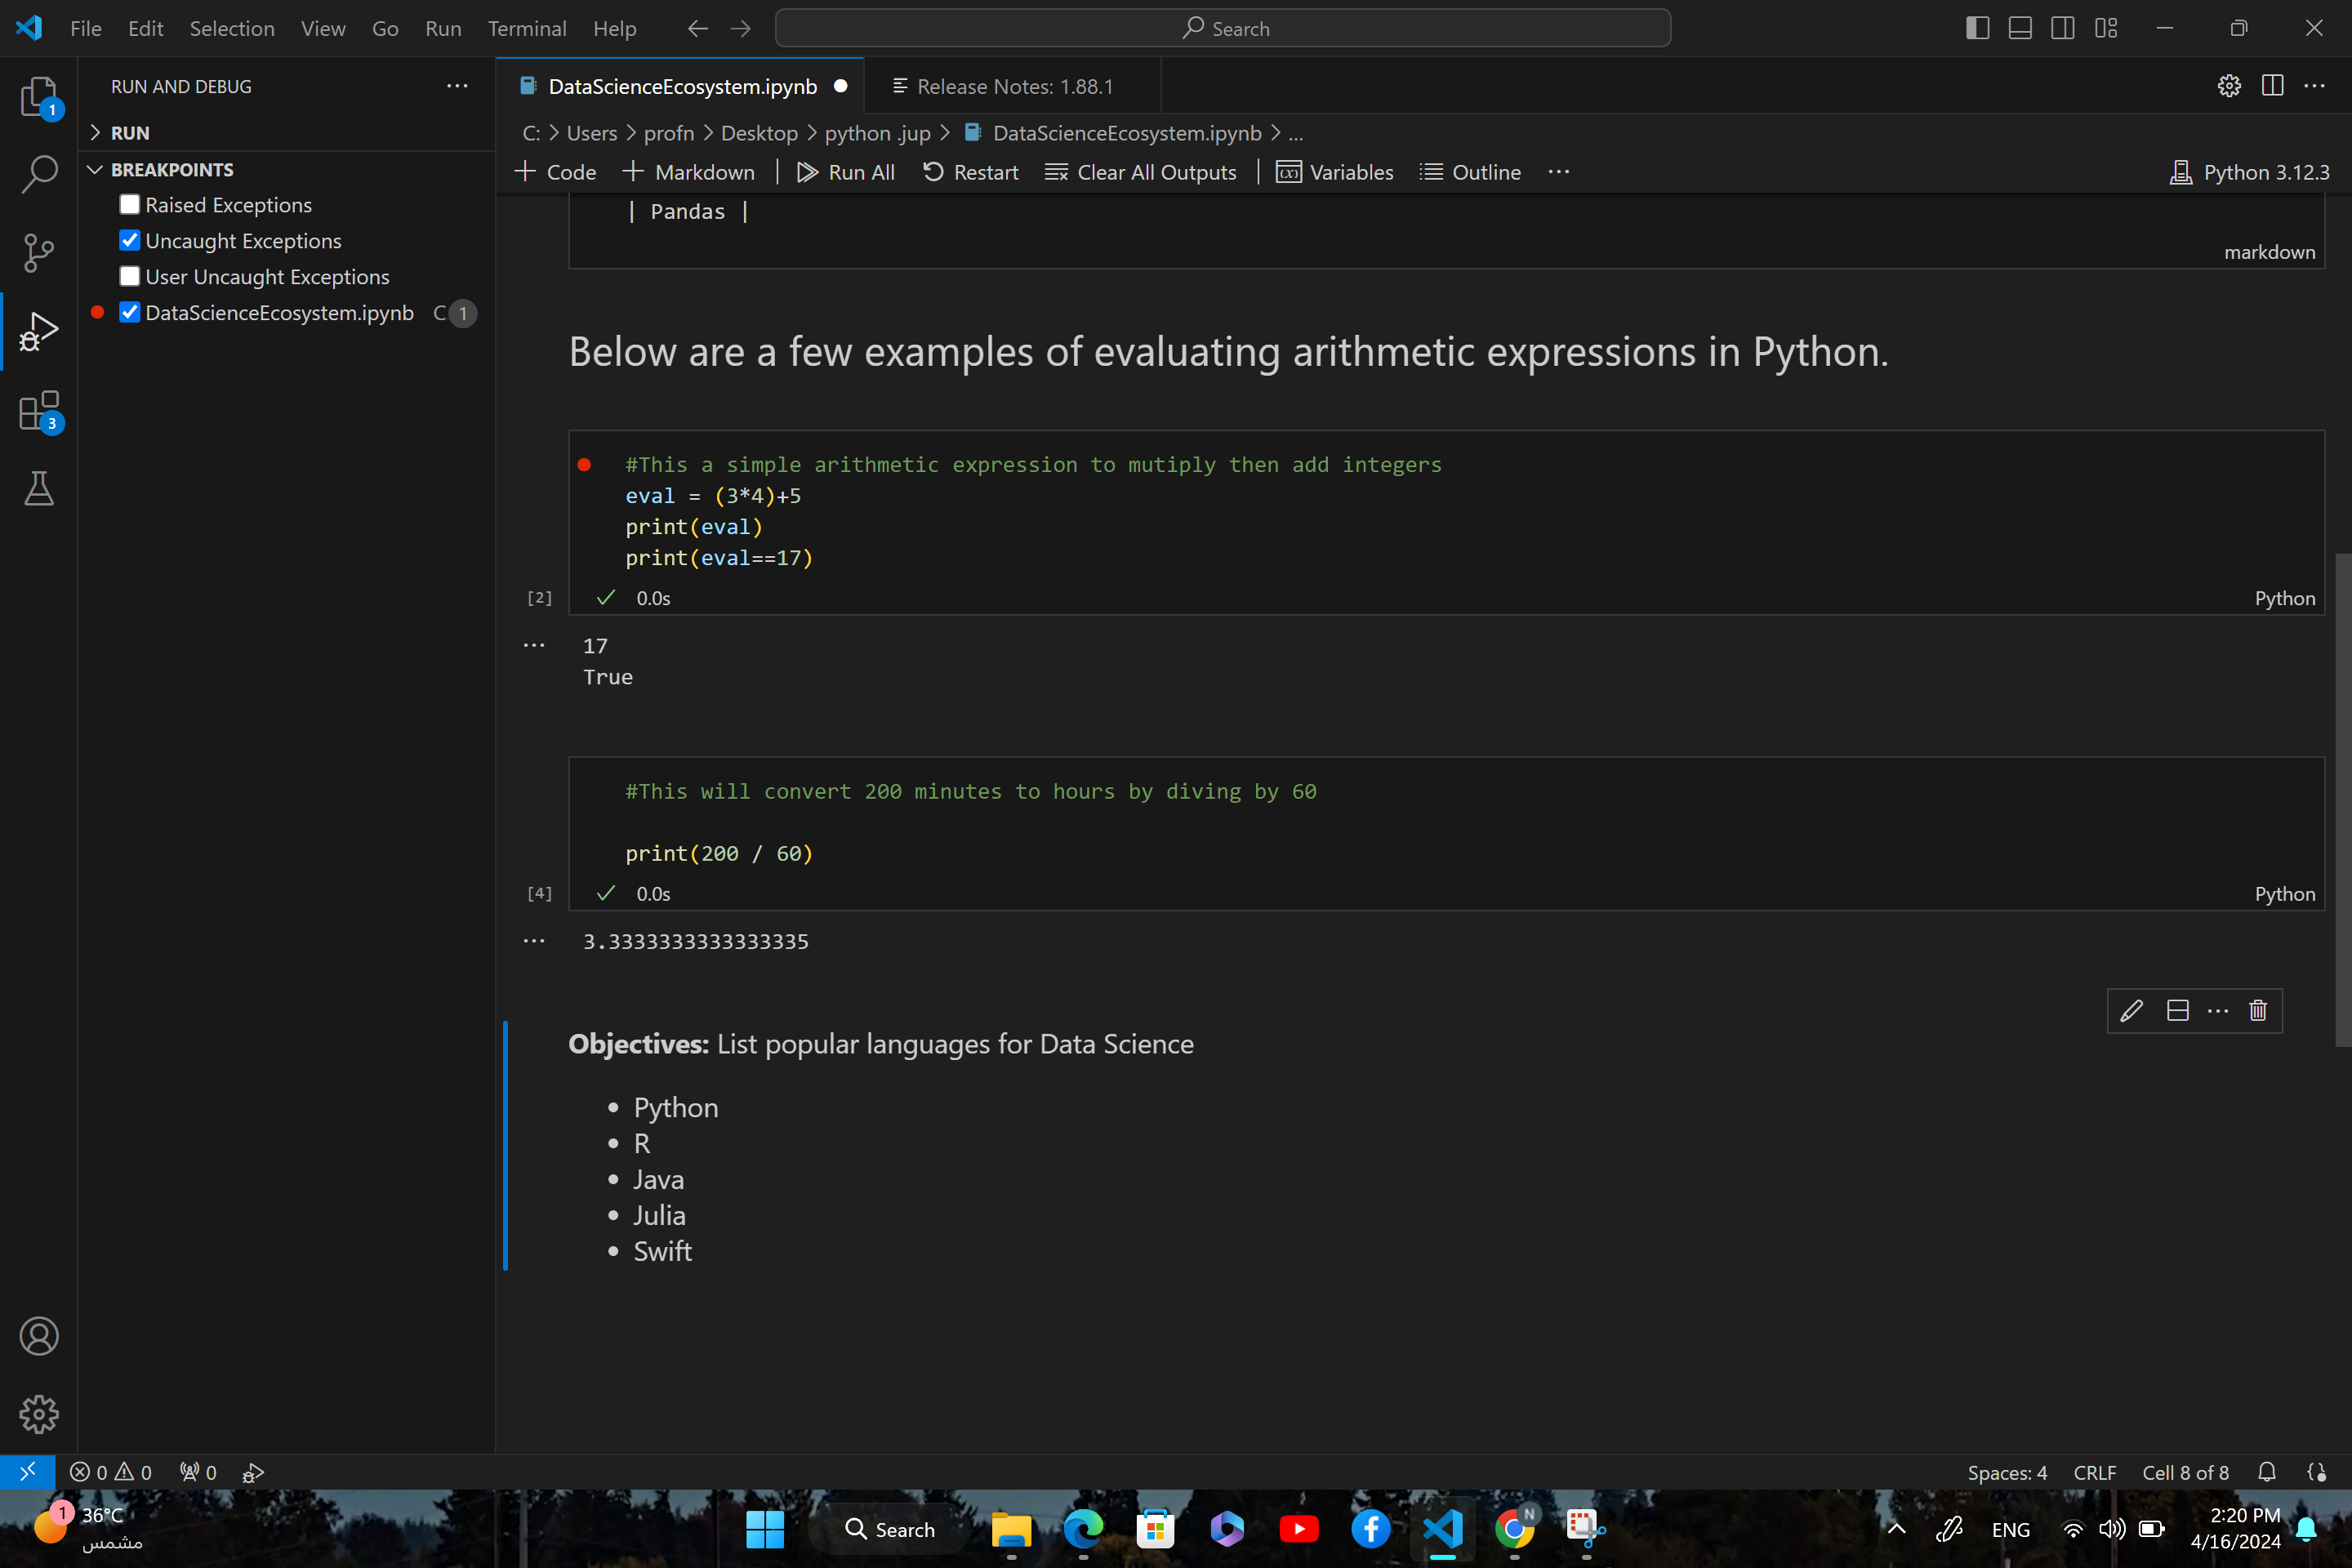 File Edit Selection View Go Run Terminal Help Search
RUN AND DEBUG
DataScienceEcosystem.ipynb Release Notes: 1.88.1
RUN
BREAKPOINTS
Raised Exceptions
Uncaught Exceptions
User Uncaught Exceptions
DataScienceEcosystem.ipynb C 1
1
3
C: > Users > profn > Desktop > python .jup > DataScienceEcosystem.ipynb > ...
Code Markdown Run All Restart Clear All Outputs Variables Outline ... Python 3.12.3
| Pandas |
markdown
Below are a few examples of evaluating arithmetic expressions in Python.
#This a simple arithmetic expression to mutiply then add integers
eval = (3*4)+5
print(eval)
print(eval==17)
[2] 0.0s Python
17
True
#This will convert 200 minutes to hours by diving by 60
print(200 / 60)
[4] 0.0s Python
3.3333333333333335
Objectives: List popular languages for Data Science
• Python
• R
• Java
• Julia
• Swift
0 0 0 Spaces: 4 CRLF Cell 8 of 8
1 36°C
مشمس
Search
N
ENG
2:20 PM
4/16/2024